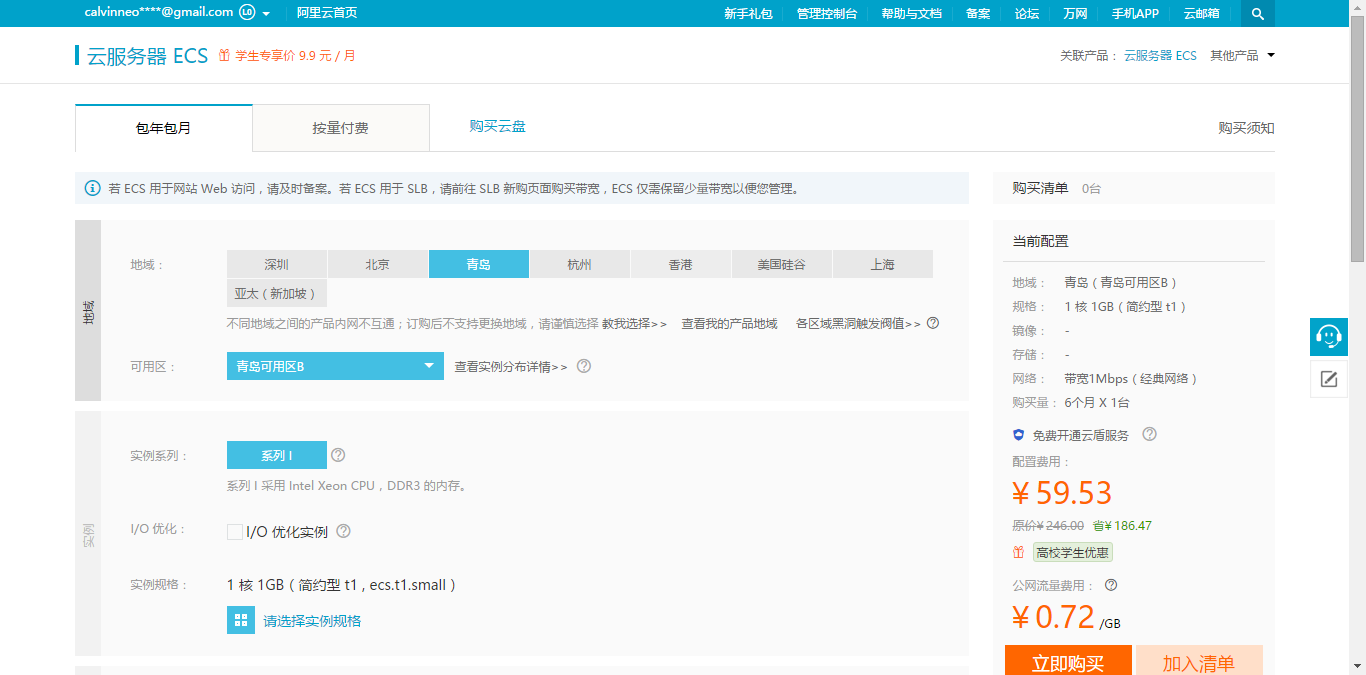 calvinneo****@gmail.com L0 阿里云首页 新手礼包 管理控制台 帮助与文档 备案 论坛 万网 手机APP 云邮箱
云服务器 ECS 学生专享价 9.9 元 / 月 关联产品： 云服务器 ECS 其他产品
包年包月 按量付费 购买云盘 购买须知
若 ECS 用于网站 Web 访问，请及时备案。若 ECS 用于 SLB，请前往 SLB 新购页面购买带宽，ECS 仅需保留少量带宽以便您管理。
地域
地域： 深圳 北京 青岛 杭州 香港 美国硅谷 上海
亚太（新加坡）
不同地域之间的产品内网不互通；订购后不支持更换地域，请谨慎选择 教我选择>> 查看我的产品地域 各区域黑洞触发阀值>>
可用区： 青岛可用区B 查看实例分布详情>>
实例
实例系列： 系列 I
系列 I 采用 Intel Xeon CPU，DDR3 的内存。
I/O 优化： I/O 优化实例
实例规格： 1 核 1GB（简约型 t1，ecs.t1.small）
请选择实例规格
购买清单 0台
当前配置
地域： 青岛（青岛可用区B）
规格： 1 核 1GB（简约型 t1）
镜像： -
存储： -
网络： 带宽1Mbps（经典网络）
购买量： 6个月 X 1台
免费开通云盾服务
配置费用：
¥ 59.53
原价¥ 246.00 省¥ 186.47
高校学生优惠
公网流量费用：
¥ 0.72 /GB
立即购买 加入清单